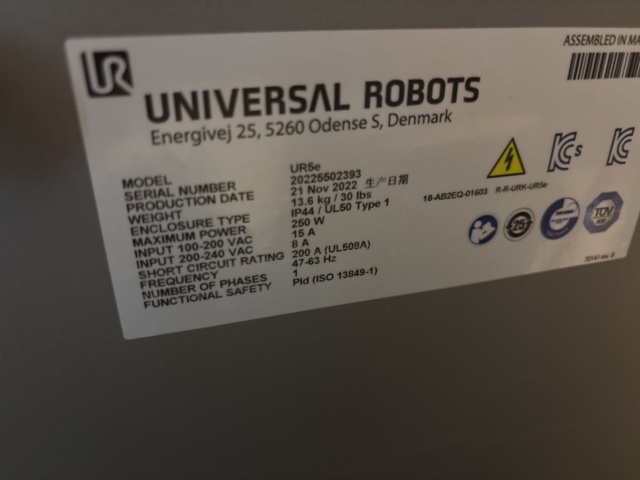 UR
UNIVERSAL ROBOTS
Energivej 25, 5260 Odense S, Denmark
ASSEMBLED IN
MODEL UR5e
SERIAL NUMBER 20225502393
PRODUCTION DATE 21 Nov 2022 生产日期
WEIGHT 13.6 kg / 30 lbs
ENCLOSURE TYPE IP44 / UL50 Type 1
MAXIMUM POWER 250 W
INPUT 100-200 VAC 15 A
INPUT 200-240 VAC 8 A
SHORT CIRCUIT RATING 200 A (UL508A)
FREQUENCY 47-63 Hz
NUMBER OF PHASES 1
FUNCTIONAL SAFETY Pld (ISO 13849-1)
18-AB2EQ-01603 R-R-URK-UR5e
25
TÜV